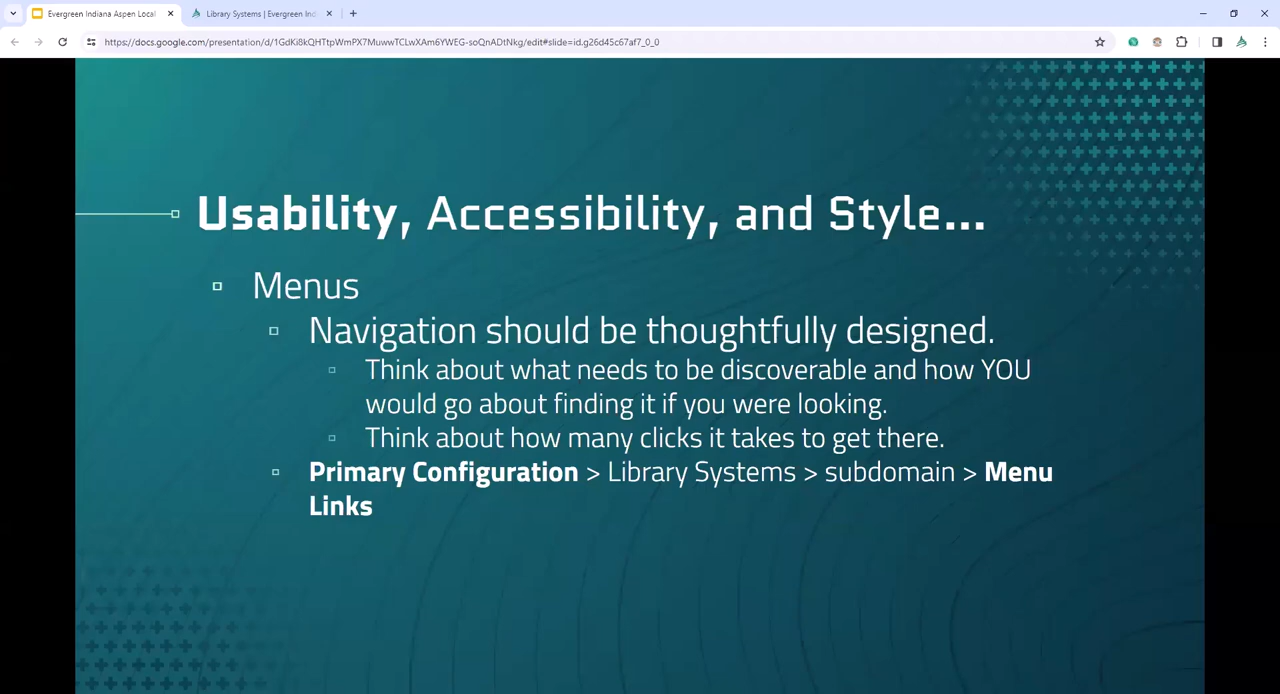 Evergreen Indiana Aspen Local
Library Systems | Evergreen Ind
https://docs.google.com/presentation/d/1GdKi8kQHTtpWmPX7MuwwTCLwXAm6YWEG-soQnADtNkg/edit#slide=id.g26d45c67af7_0_0
Usability, Accessibility, and Style...
Menus
Navigation should be thoughtfully designed.
Think about what needs to be discoverable and how YOU
would go about finding it if you were looking.
Think about how many clicks it takes to get there.
Primary Configuration > Library Systems > subdomain > Menu
Links